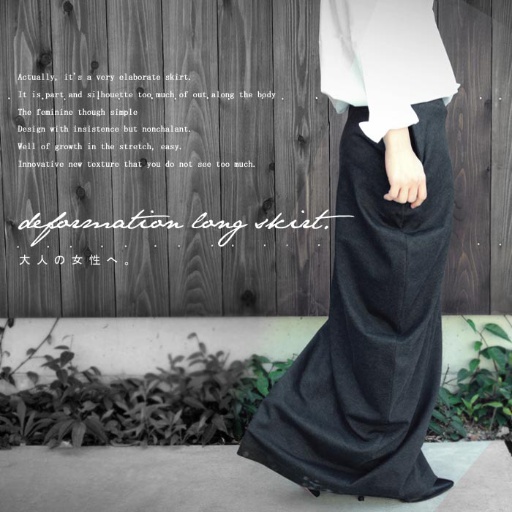 Actually, it's a very elaborate skirt.
It is part and silhouette too much of out along the body
The feminine though simple
Design with insistence but nonchalant.
Well of growth in the stretch, easy.
Innovative new texture that you do not see too much.
deformation long skirt.
大人の女性へ。